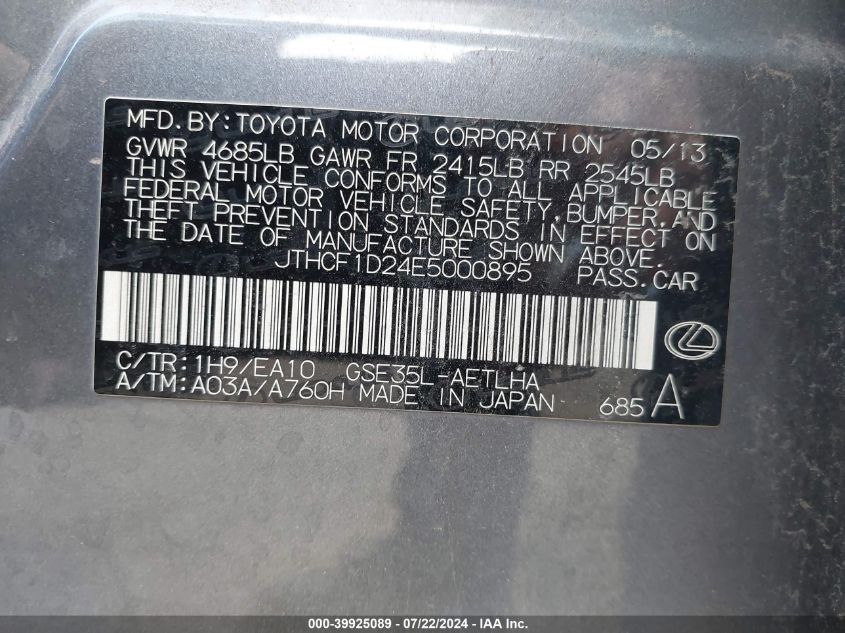 MFD.BY:TOYOTA MOTOR CORPORATION 05/13
GVWR 4685LB GAWR FR 2415LB RR 2545LB
THIS VEHICLE CONFORMS TO ALL APPLICABLE
FEDERAL MOTOR VEHICLE SAFETY,BUMPER,AND
THEFT PREVENTION STANDARDS IN EFFECT ON
THE DATE OF MANUFACTURE SHOWN ABOVE.
JTHCF1D24E5000895 PASS.CAR
C/TR:1H9/EA10 GSE35L-AETLHA
A/TM:A03A/A760H MADE IN JAPAN 685 A
000-39925089 - 07/22/2024 - IAA Inc.